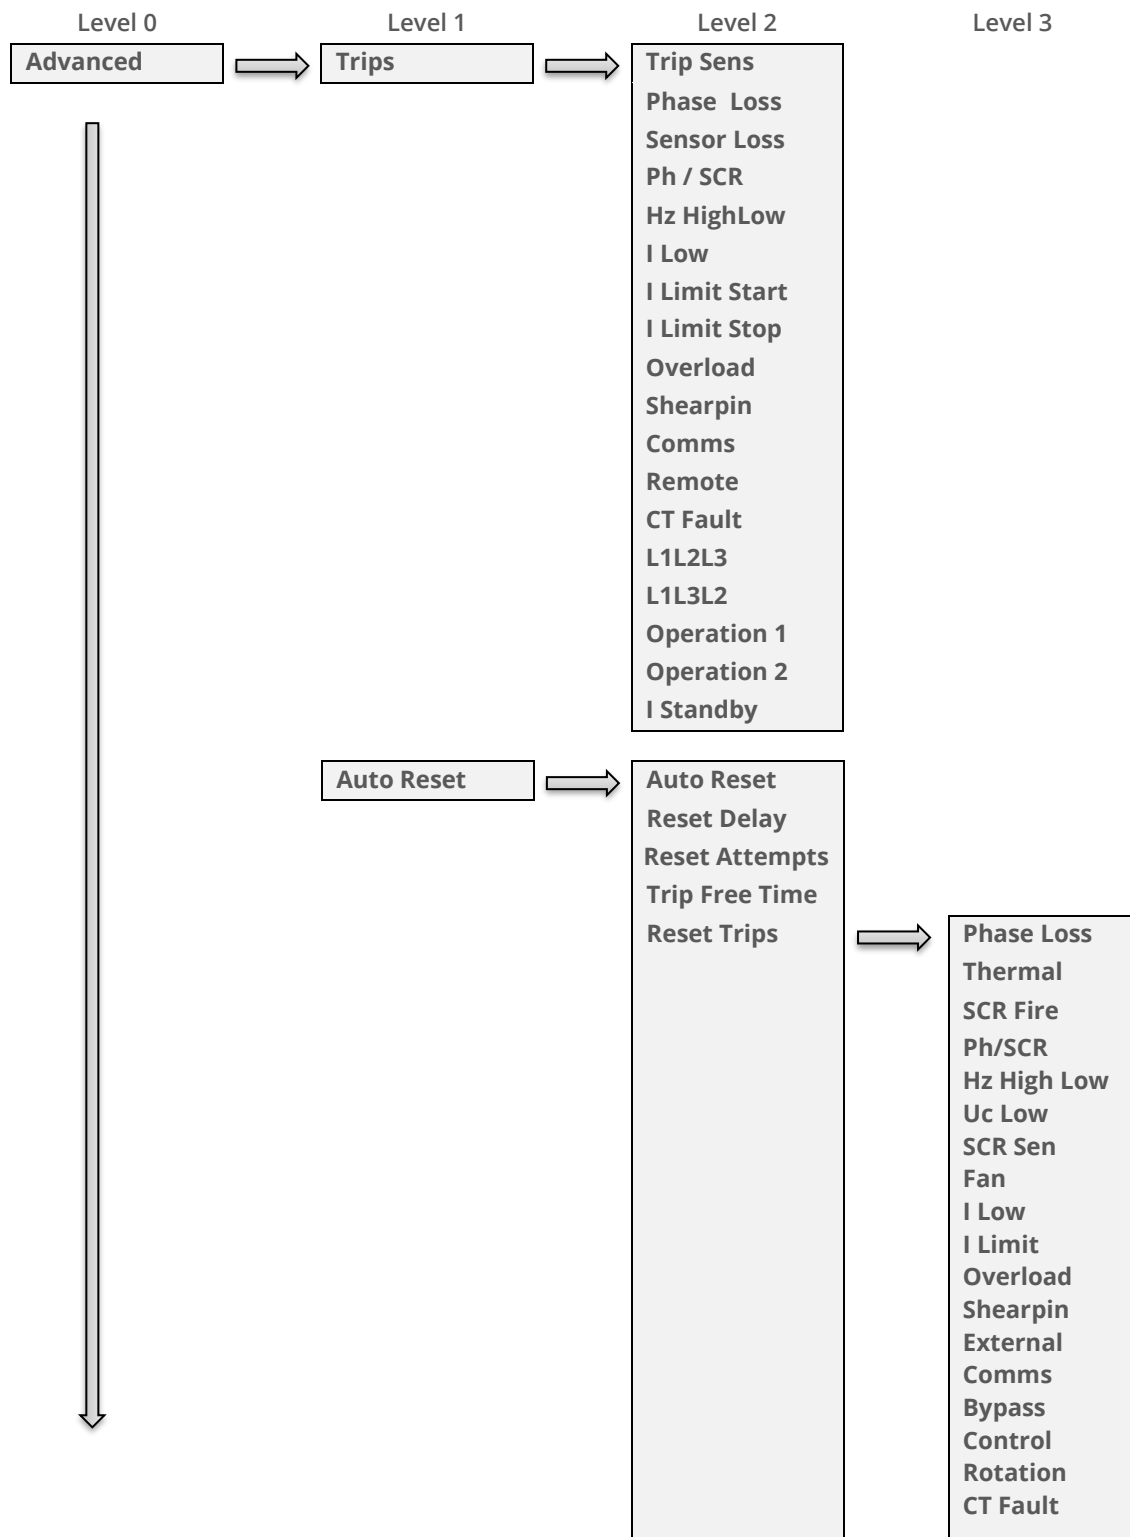 Level 0
Level 1
Level 2
Level 3
Advanced
Trips
Trip Sens
Phase  Loss
Sensor Loss
Ph / SCR
Hz HighLow
I Low
I Limit Start
I Limit Stop
Overload
Shearpin
Comms
Remote
CT Fault
L1L2L3
L1L3L2
Operation 1
Operation 2
I Standby
Auto Reset
Auto Reset
Reset Delay
Reset Attempts
Trip Free Time
Reset Trips
Phase Loss
Thermal
SCR Fire
Ph/SCR
Hz High Low
Uc Low
SCR Sen
Fan
I Low
I Limit
Overload
Shearpin
External
Comms
Bypass
Control
Rotation
CT Fault